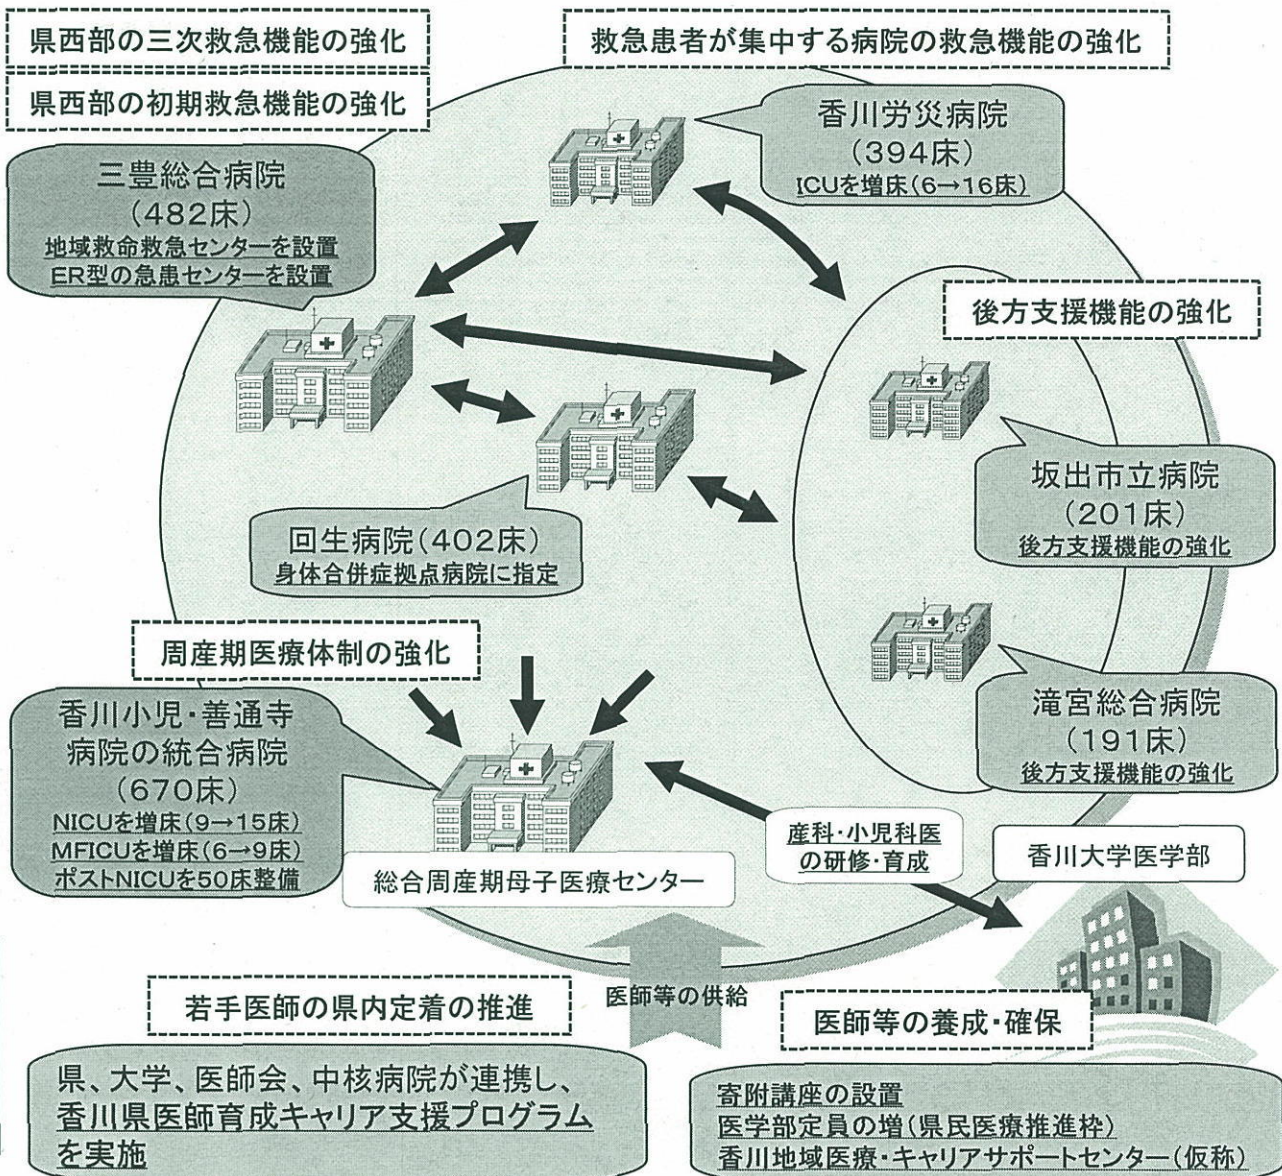 県西部の三次救急機能の強化
県西部の初期救急機能の強化
救急患者が集中する病院の救急機能の強化
香川労災病院
(394床)
ICUを増床(6→16床)
三豊総合病院
(482床)
地域救命救急センターを設置
ER型の急患センターを設置
後方支援機能の強化
坂出市立病院
(201床)
後方支援機能の強化
回生病院(402床)
身体合併症拠点病院に指定
滝宮総合病院
(191床)
後方支援機能の強化
周産期医療体制の強化
香川小児・善通寺
病院の統合病院
(670床)
NICUを増床(9→15床)
MFICUを増床(6→9床)
ポストNICUを50床整備
総合周産期母子医療センター
産科・小児科医
の研修・育成
香川大学医学部
若手医師の県内定着の推進
医師等の供給
医師等の養成・確保
県、大学、医師会、中核病院が連携し、
香川県医師育成キャリア支援プログラム
を実施
寄附講座の設置
医学部定員の増(県民医療推進枠)
香川地域医療・キャリアサポートセンター(仮称)